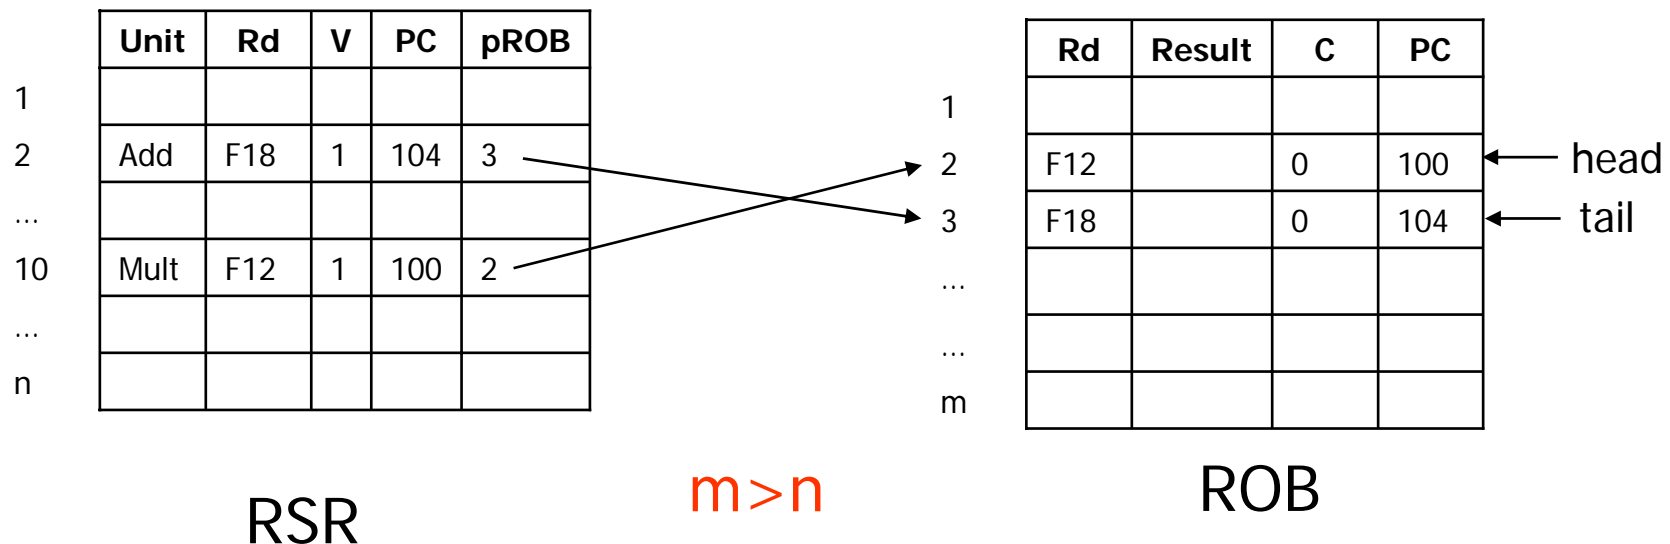 Unit Rd V PC pROB
1
2 Add F18 1 104 3
...
10 Mult F12 1 100 2
...
n
RSR
m>n
Rd Result C PC
1
2 F12 0 100 head
3 F18 0 104 tail
...
...
m
ROB